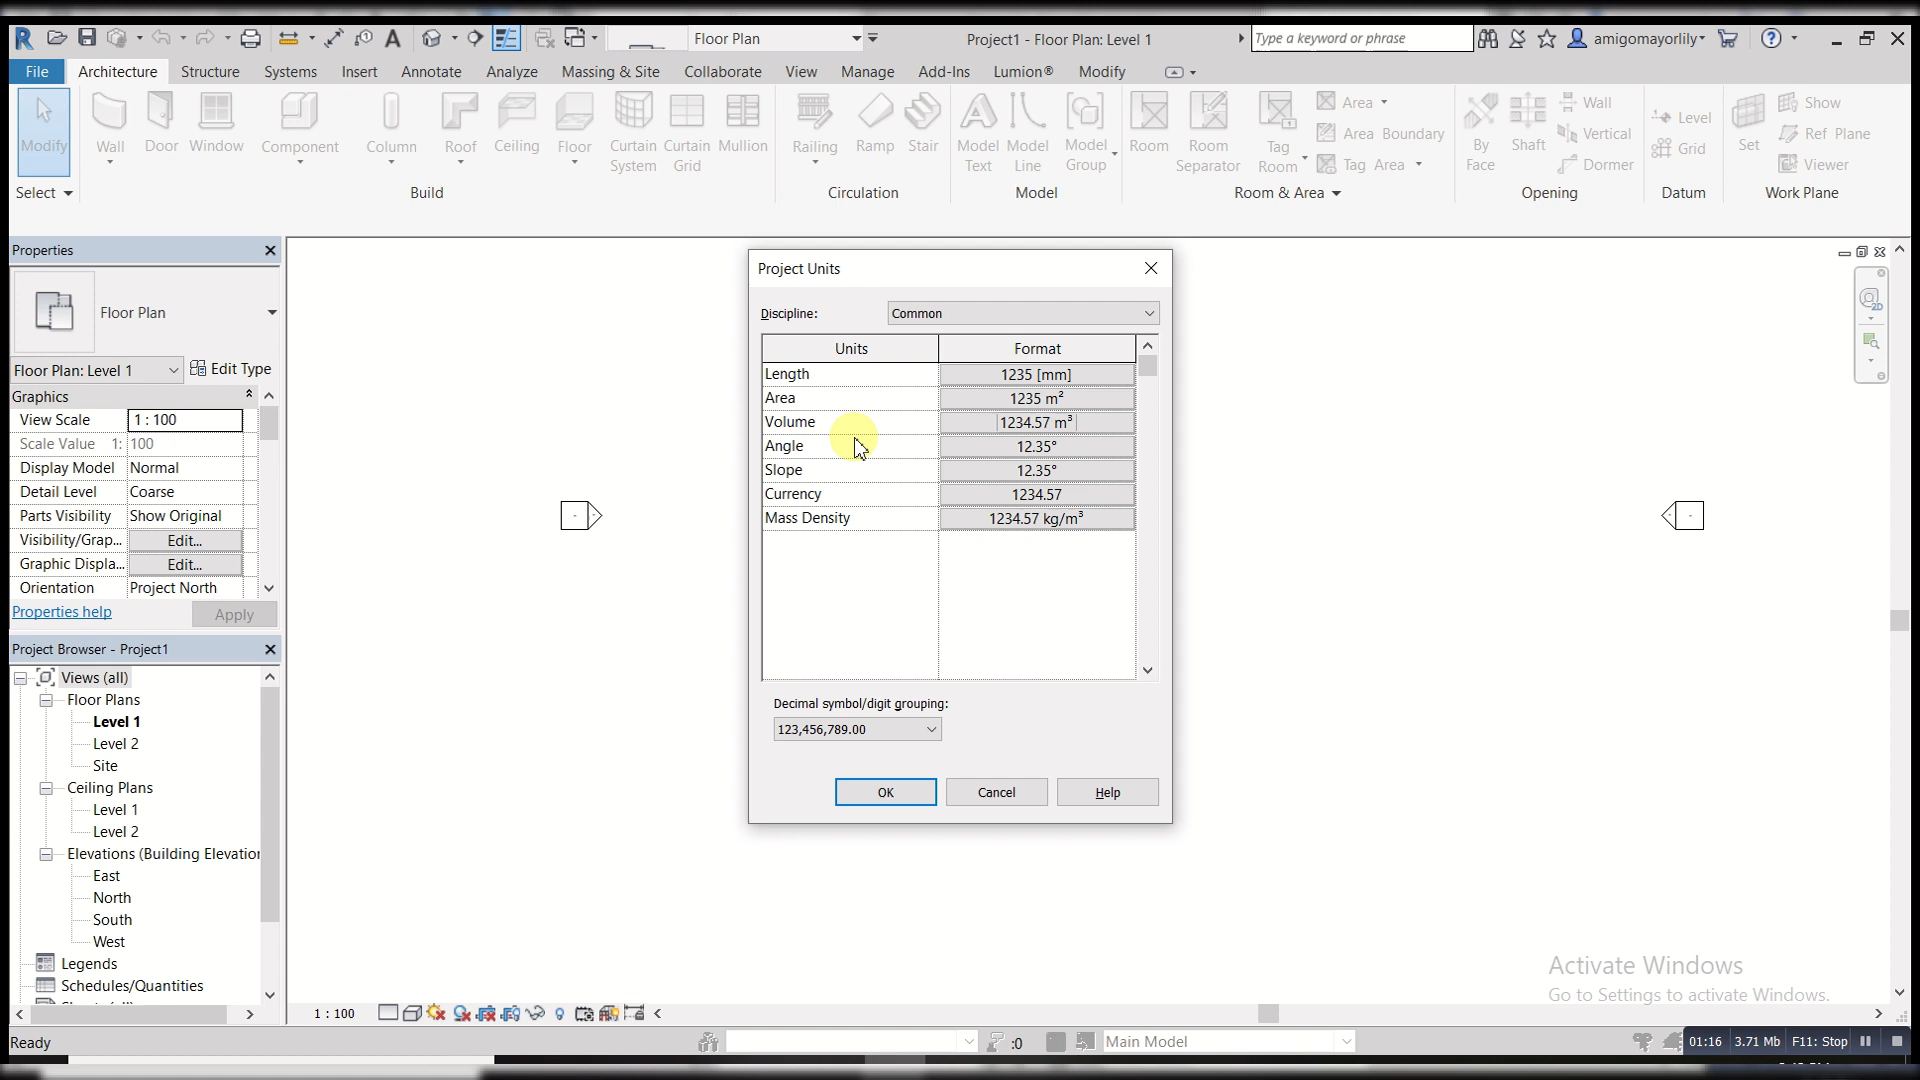 Floor Plan
Project1 - Floor Plan: Level 1
Type a keyword or phrase
amigomayorlily
File Architecture Structure Systems Insert Annotate Analyze Massing & Site Collaborate View Manage Add-Ins Lumion® Modify
Modify
Wall
Door
Window
Component
Column
Roof
Ceiling
Floor
Curtain System
Curtain Grid
Mullion
Railing
Ramp
Stair
Model Text
Model Line
Model Group
Room
Room Separator
Tag Room
Area
Area Boundary
Tag Area
By Face
Shaft
Wall
Vertical
Dormer
Level
Grid
Set
Show
Ref Plane
Viewer
Select
Build
Circulation
Model
Room & Area
Opening
Datum
Work Plane
Properties
Floor Plan
Floor Plan: Level 1
Edit Type
Graphics
View Scale 1 : 100
Scale Value 1: 100
Display Model Normal
Detail Level Coarse
Parts Visibility Show Original
Visibility/Grap... Edit...
Graphic Displa... Edit...
Orientation Project North
Properties help
Apply
Project Browser - Project1
Views (all)
Floor Plans
Level 1
Level 2
Site
Ceiling Plans
Level 1
Level 2
Elevations (Building Elevation
East
North
South
West
Legends
Schedules/Quantities
Project Units
Discipline: Common
Units Format
Length 1235 [mm]
Area 1235 m²
Volume 1234.57 m³
Angle 12.35°
Slope 12.35°
Currency 1234.57
Mass Density 1234.57 kg/m³
Decimal symbol/digit grouping:
123,456,789.00
OK Cancel Help
2D
Activate Windows
Go to Settings to activate Windows.
1 : 100
Ready
:0
Main Model
01:16 3.71 Mb F11: Stop